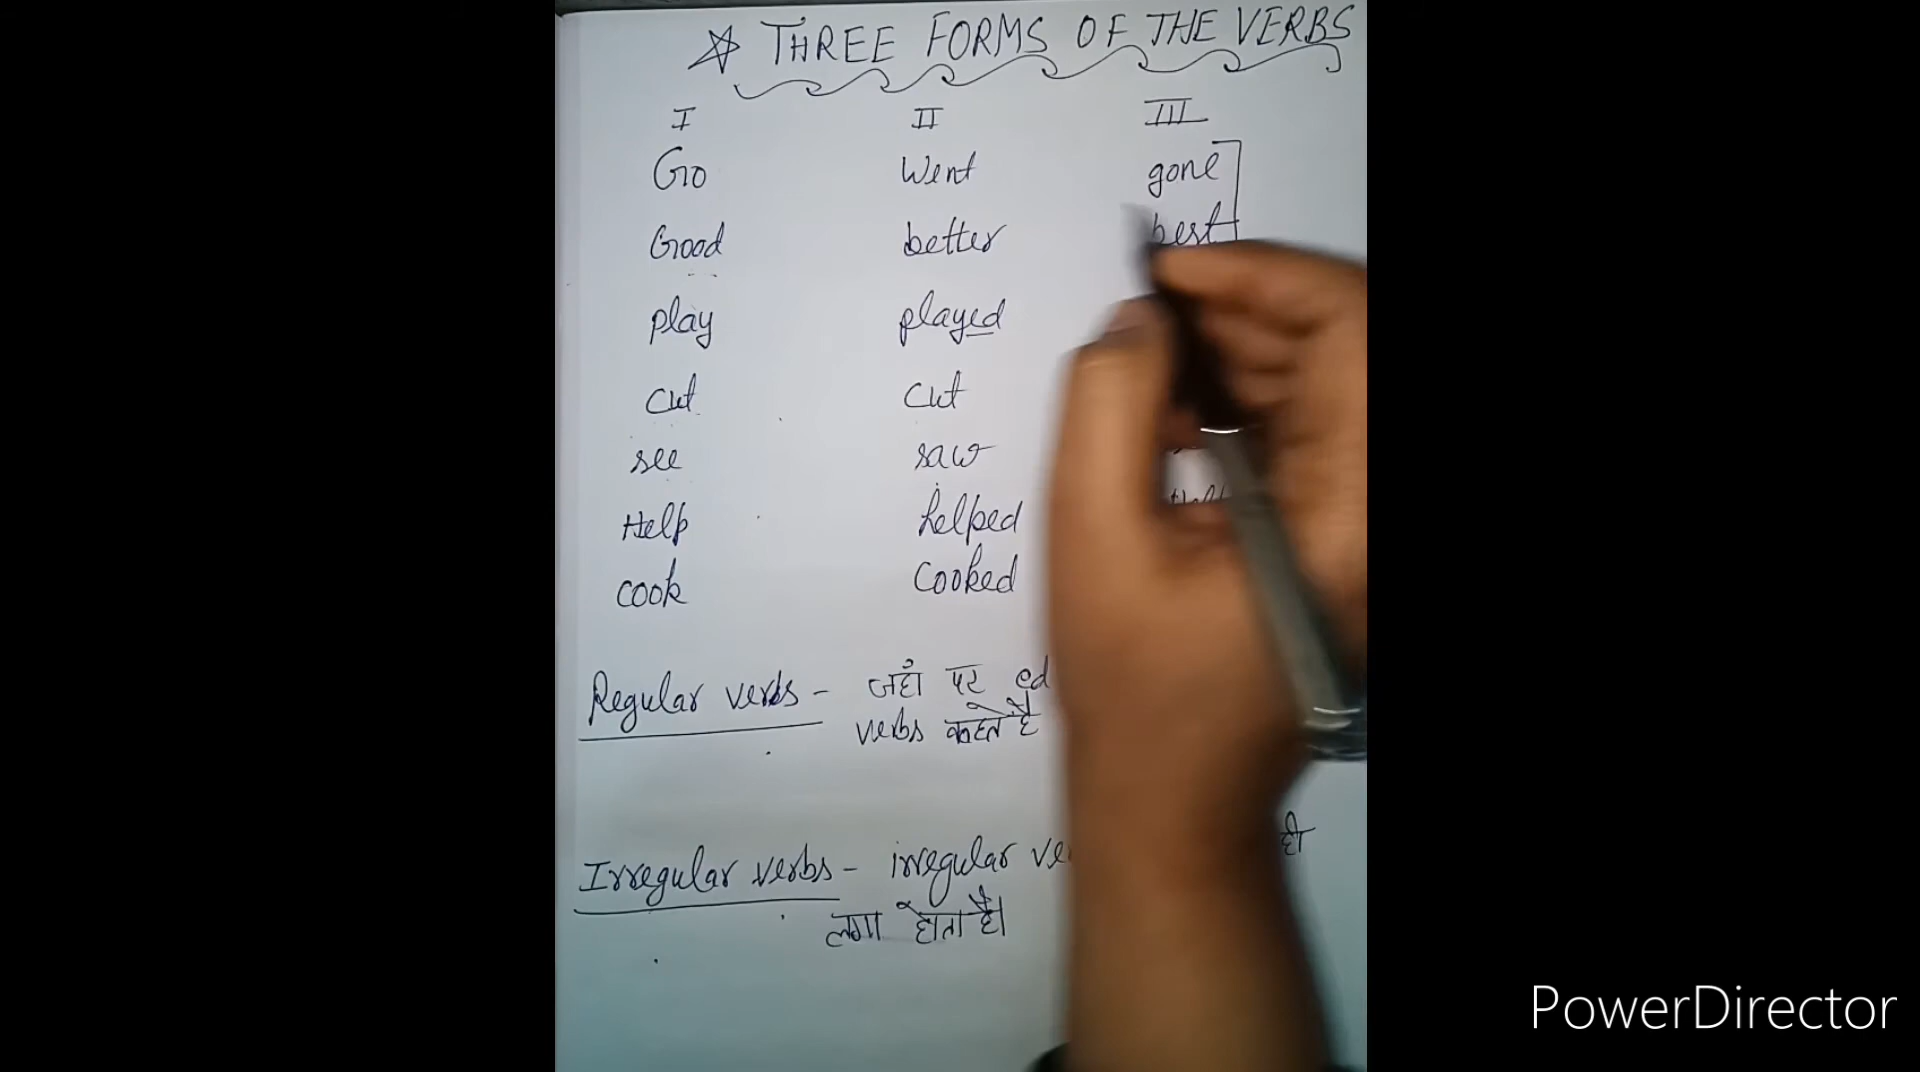 THREE FORMS OF THE VERBS
I II III
Go Went gone
Good better best
play played
cut cut
see saw
Help helped
cook Cooked
Regular verbs - जहाँ पर ed
verbs कहते है
Irregular verbs - irregular ही
लगा होता है।
PowerDirector